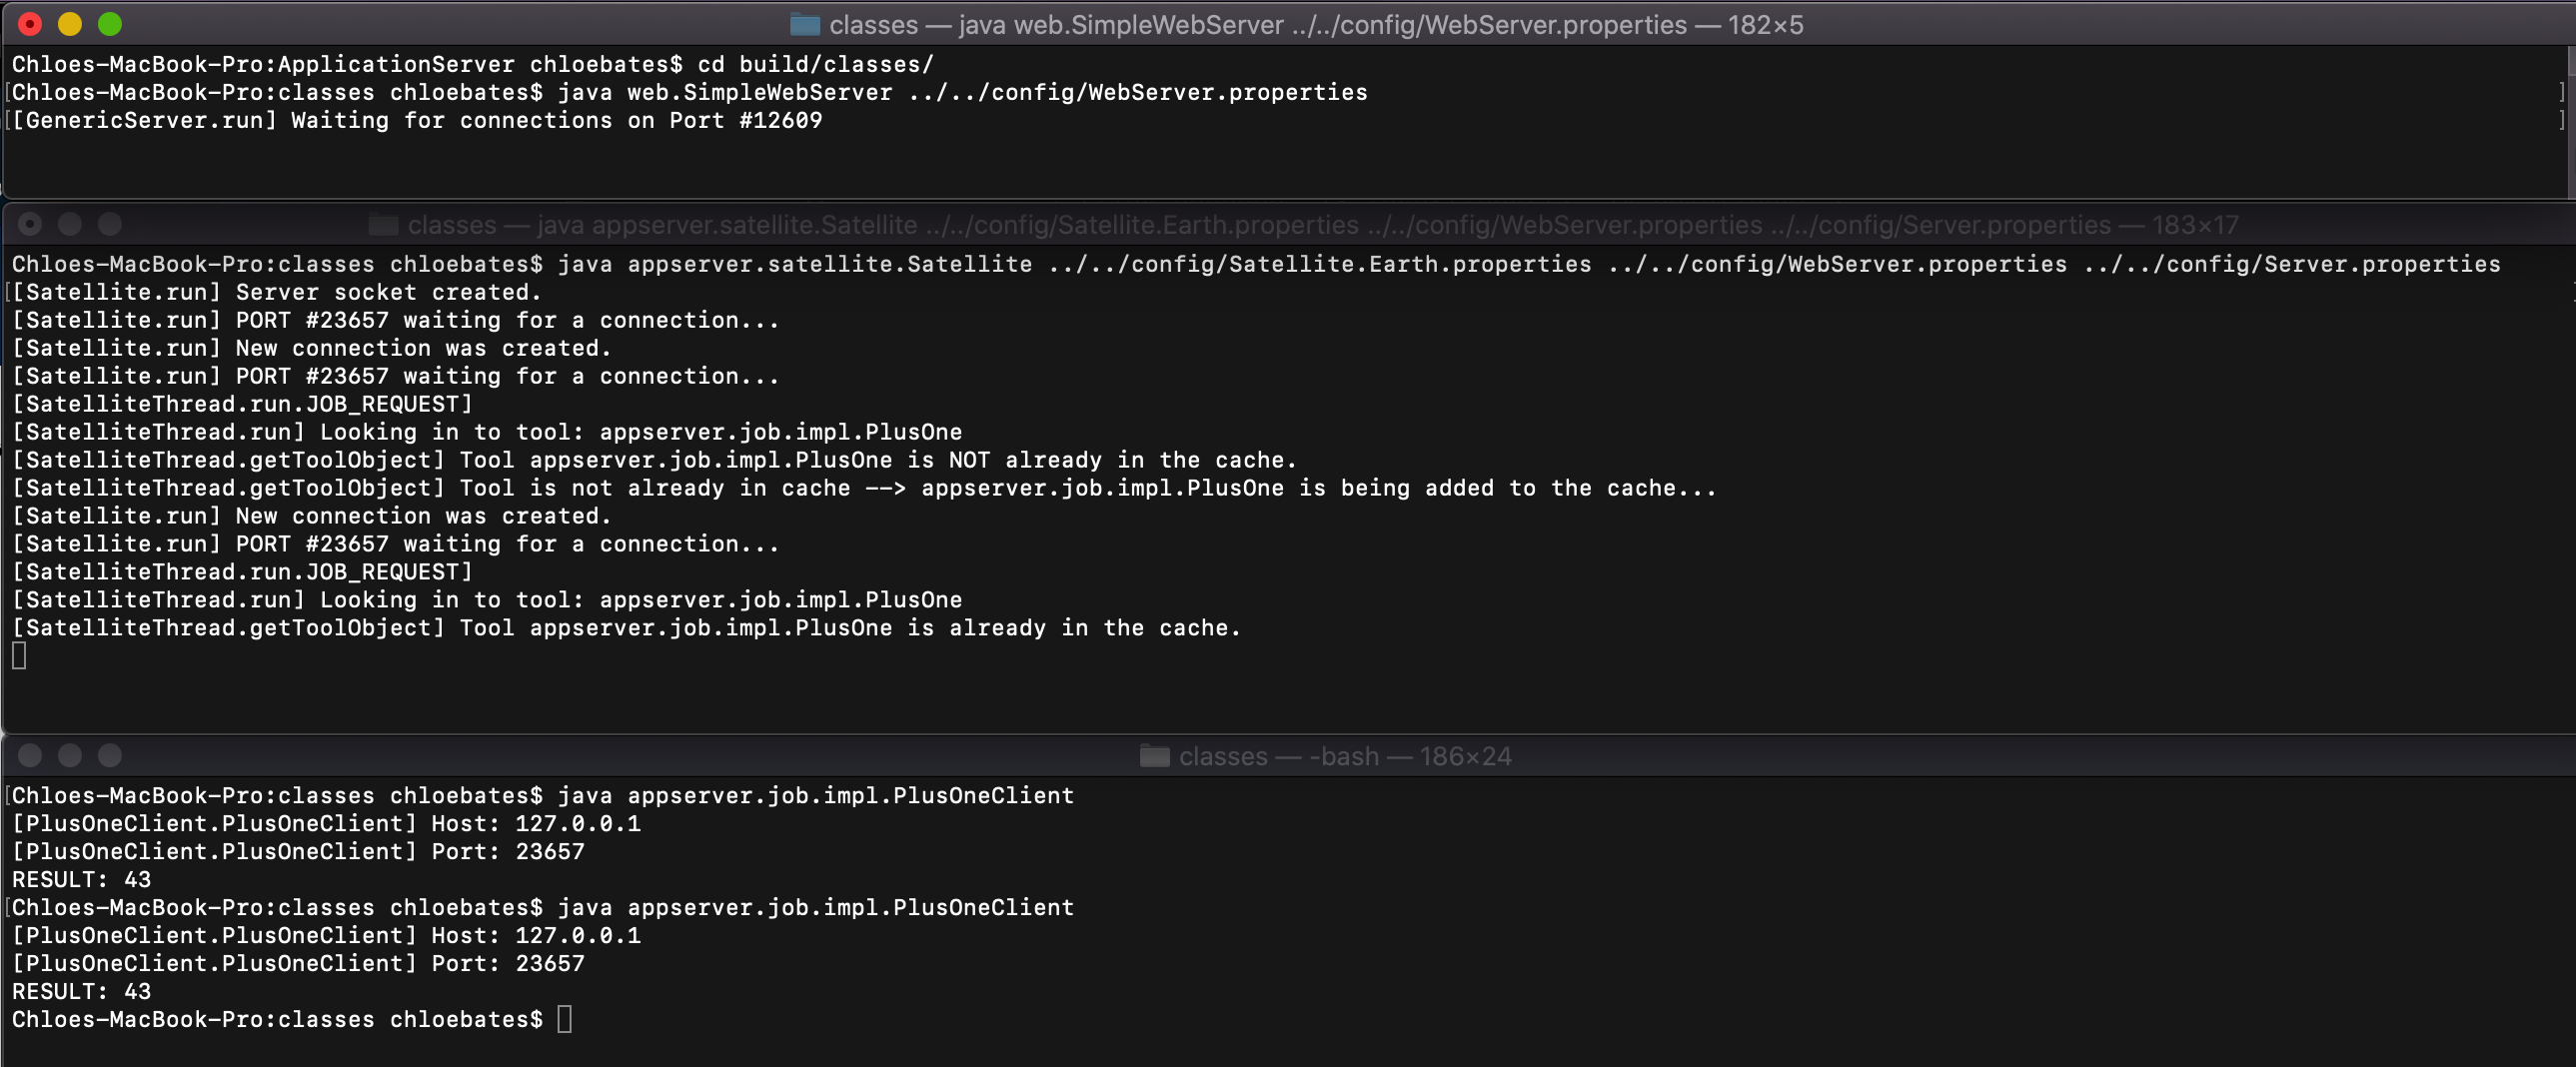 classes — java web.SimpleWebServer ../../config/WebServer.properties — 182×5
Chloes-MacBook-Pro:ApplicationServer chloebates$ cd build/classes/
[Chloes-MacBook-Pro:classes chloebates$ java web.SimpleWebServer ../../config/WebServer.properties ]
[[GenericServer.run] Waiting for connections on Port #12609 ]
classes — java appserver.satellite.Satellite ../../config/Satellite.Earth.properties ../../config/WebServer.properties ../../config/Server.properties — 183×17
Chloes-MacBook-Pro:classes chloebates$ java appserver.satellite.Satellite ../../config/Satellite.Earth.properties ../../config/WebServer.properties ../../config/Server.properties
[[Satellite.run] Server socket created.
[Satellite.run] PORT #23657 waiting for a connection...
[Satellite.run] New connection was created.
[Satellite.run] PORT #23657 waiting for a connection...
[SatelliteThread.run.JOB_REQUEST]
[SatelliteThread.run] Looking in to tool: appserver.job.impl.PlusOne
[SatelliteThread.getToolObject] Tool appserver.job.impl.PlusOne is NOT already in the cache.
[SatelliteThread.getToolObject] Tool is not already in cache --> appserver.job.impl.PlusOne is being added to the cache...
[Satellite.run] New connection was created.
[Satellite.run] PORT #23657 waiting for a connection...
[SatelliteThread.run.JOB_REQUEST]
[SatelliteThread.run] Looking in to tool: appserver.job.impl.PlusOne
[SatelliteThread.getToolObject] Tool appserver.job.impl.PlusOne is already in the cache.
classes — -bash — 186×24
[Chloes-MacBook-Pro:classes chloebates$ java appserver.job.impl.PlusOneClient
[PlusOneClient.PlusOneClient] Host: 127.0.0.1
[PlusOneClient.PlusOneClient] Port: 23657
RESULT: 43
[Chloes-MacBook-Pro:classes chloebates$ java appserver.job.impl.PlusOneClient
[PlusOneClient.PlusOneClient] Host: 127.0.0.1
[PlusOneClient.PlusOneClient] Port: 23657
RESULT: 43
Chloes-MacBook-Pro:classes chloebates$